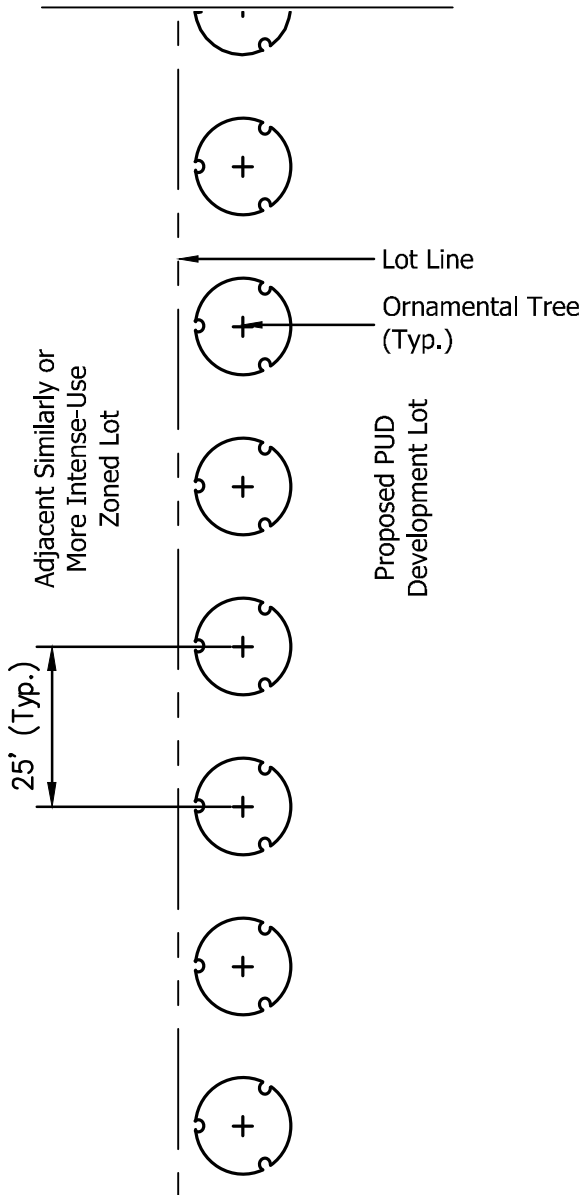 Lot Line
Ornamental Tree
(Typ.)
Adjacent Similarly or
More Intense-Use
Zoned Lot
Proposed PUD
Development Lot
25' (Typ.)